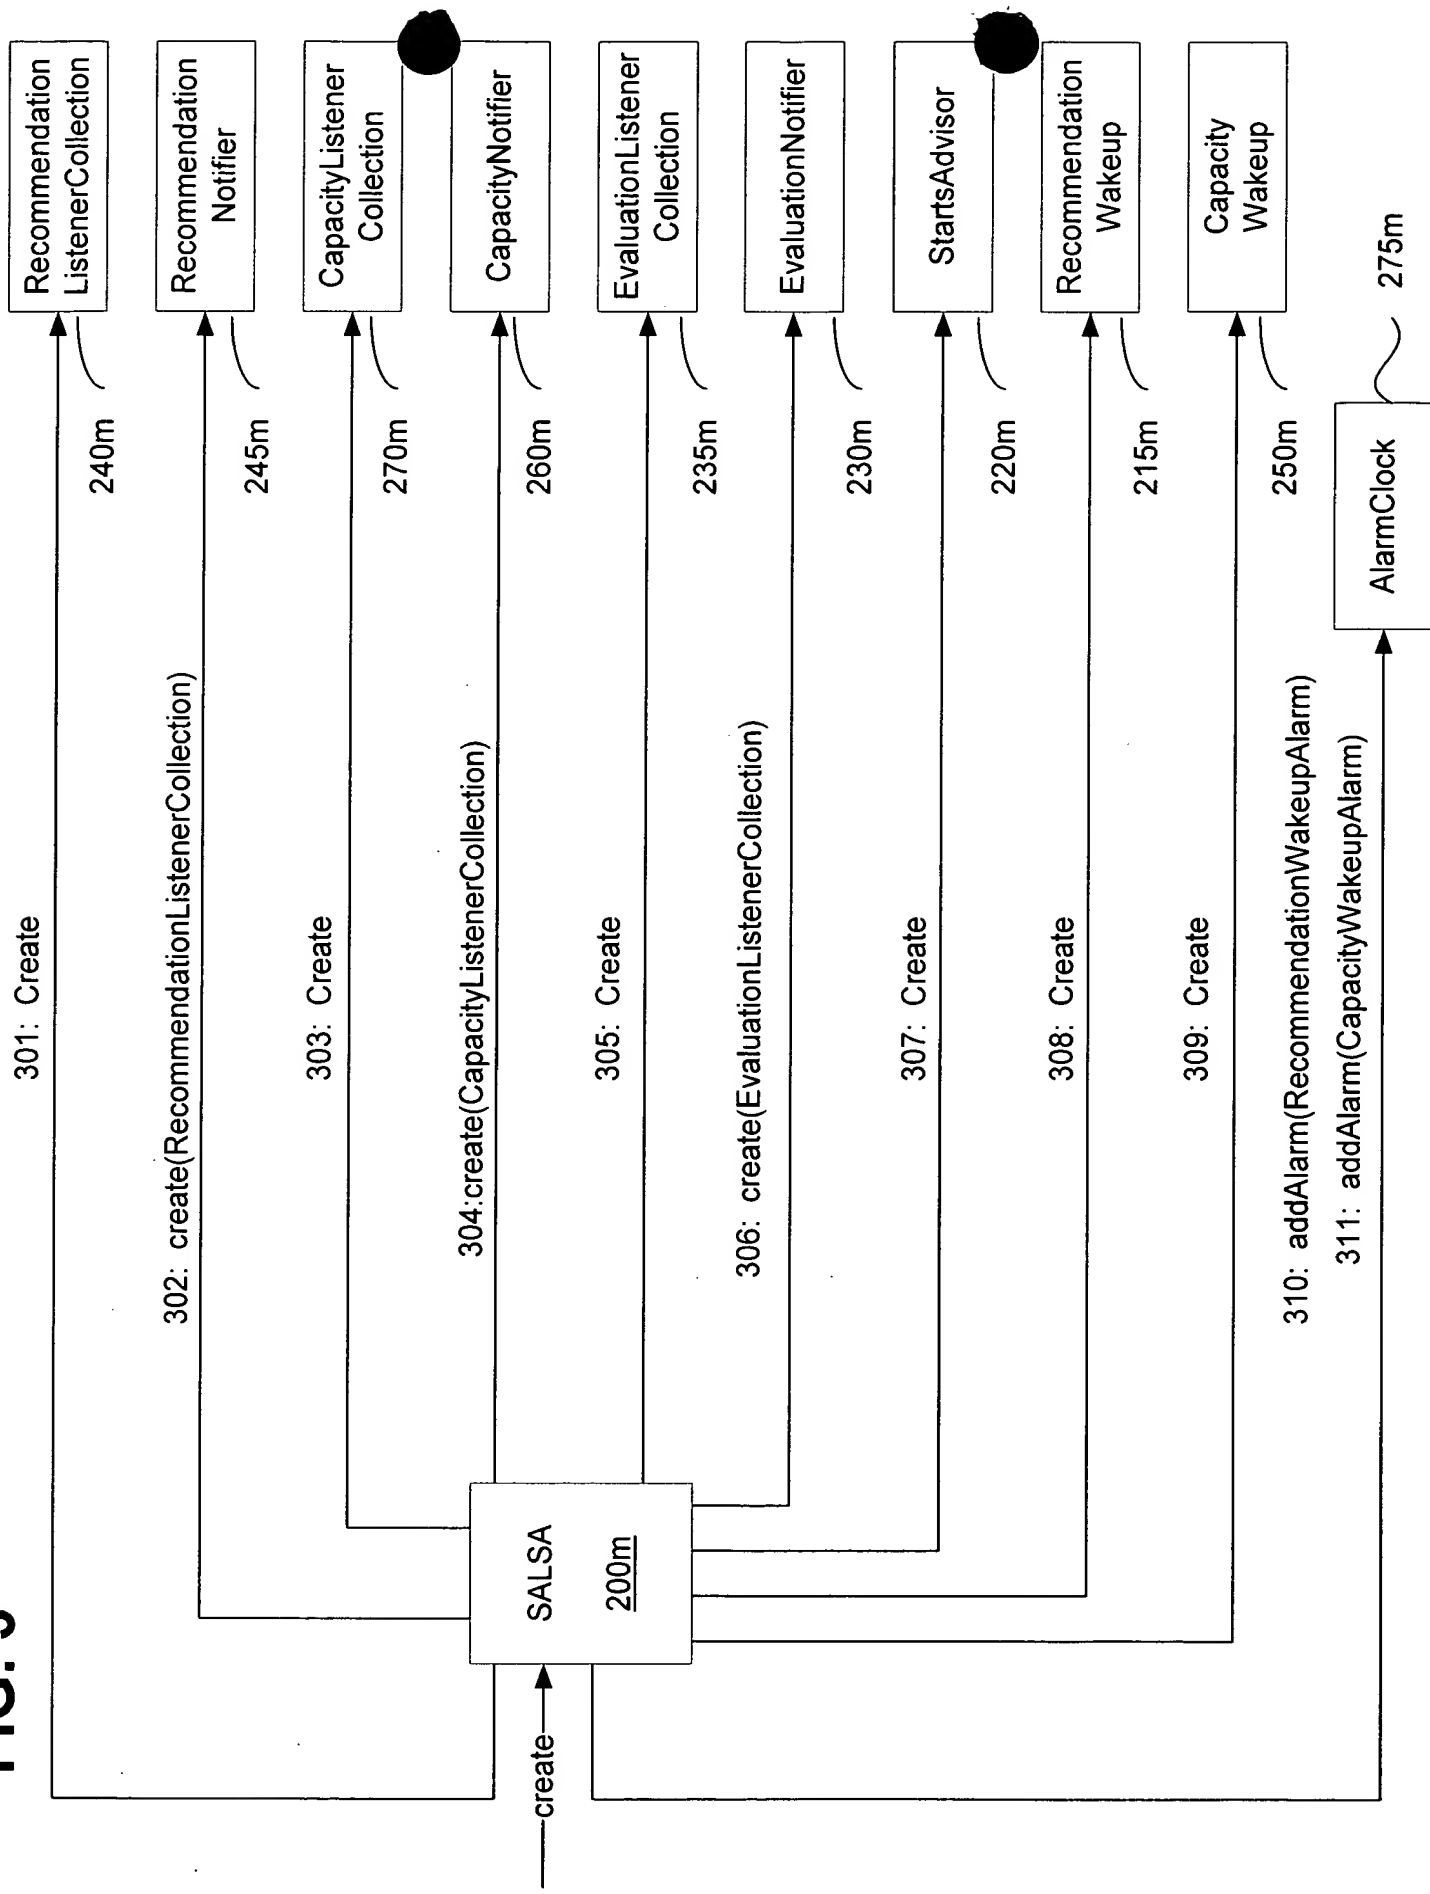 FIG. 3
301: Create
Recommendation
ListenerCollection
240m
302: create(RecommendationListenerCollection)
Recommendation
Notifier
245m
303: Create
CapacityListener
Collection
270m
304:create(CapacityListenerCollection)
CapacityNotifier
260m
305: Create
EvaluationListener
Collection
235m
306: create(EvaluationListenerCollection)
EvaluationNotifier
230m
307: Create
StartsAdvisor
220m
308: Create
Recommendation
Wakeup
215m
309: Create
Capacity
Wakeup
250m
310: addAlarm(RecommendationWakeupAlarm)
311: addAlarm(CapacityWakeupAlarm)
AlarmClock
275m
create
SALSA
200m